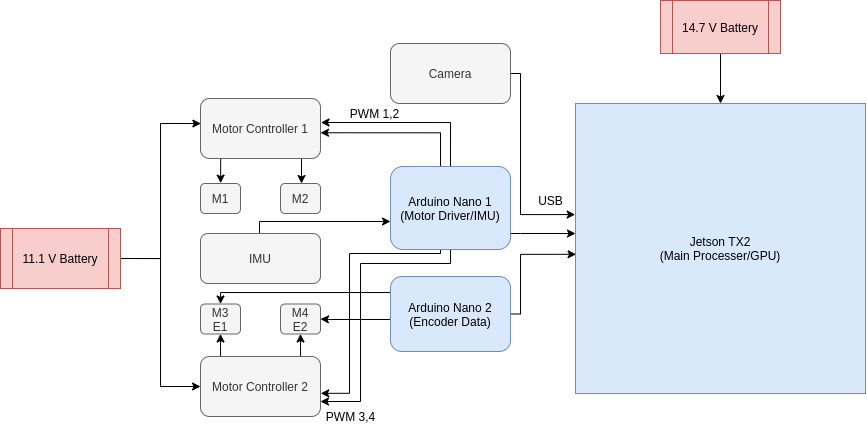 14.7 V Battery
Camera
PWM 1,2
Motor Controller 1
M1
M2
Arduino Nano 1
(Motor Driver/IMU)
USB
Jetson TX2
(Main Processer/GPU)
11.1 V Battery
IMU
M3
E1
M4
E2
Arduino Nano 2
(Encoder Data)
Motor Controller 2
PWM 3,4